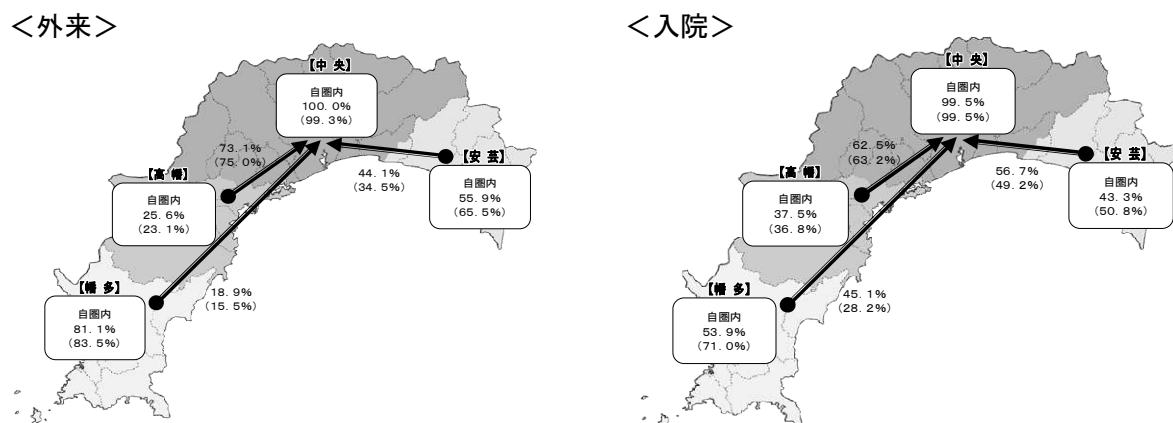 ＜外来＞
【中 央】
自圏内
100.0%
(99.3%)
73.1%
(75.0%)
44.1%
(34.5%)
【安 芸】
自圏内
55.9%
(65.5%)
【高 幡】
自圏内
25.6%
(23.1%)
18.9%
(15.5%)
【幡 多】
自圏内
81.1%
(83.5%)
＜入院＞
【中 央】
自圏内
99.5%
(99.5%)
62.5%
(63.2%)
56.7%
(49.2%)
【安 芸】
自圏内
43.3%
(50.8%)
【高 幡】
自圏内
37.5%
(36.8%)
45.1%
(28.2%)
【幡 多】
自圏内
53.9%
(71.0%)